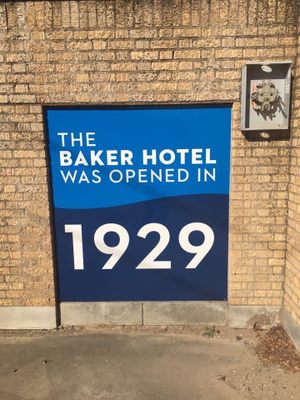 THE
BAKER HOTEL
WAS OPENED IN
1929